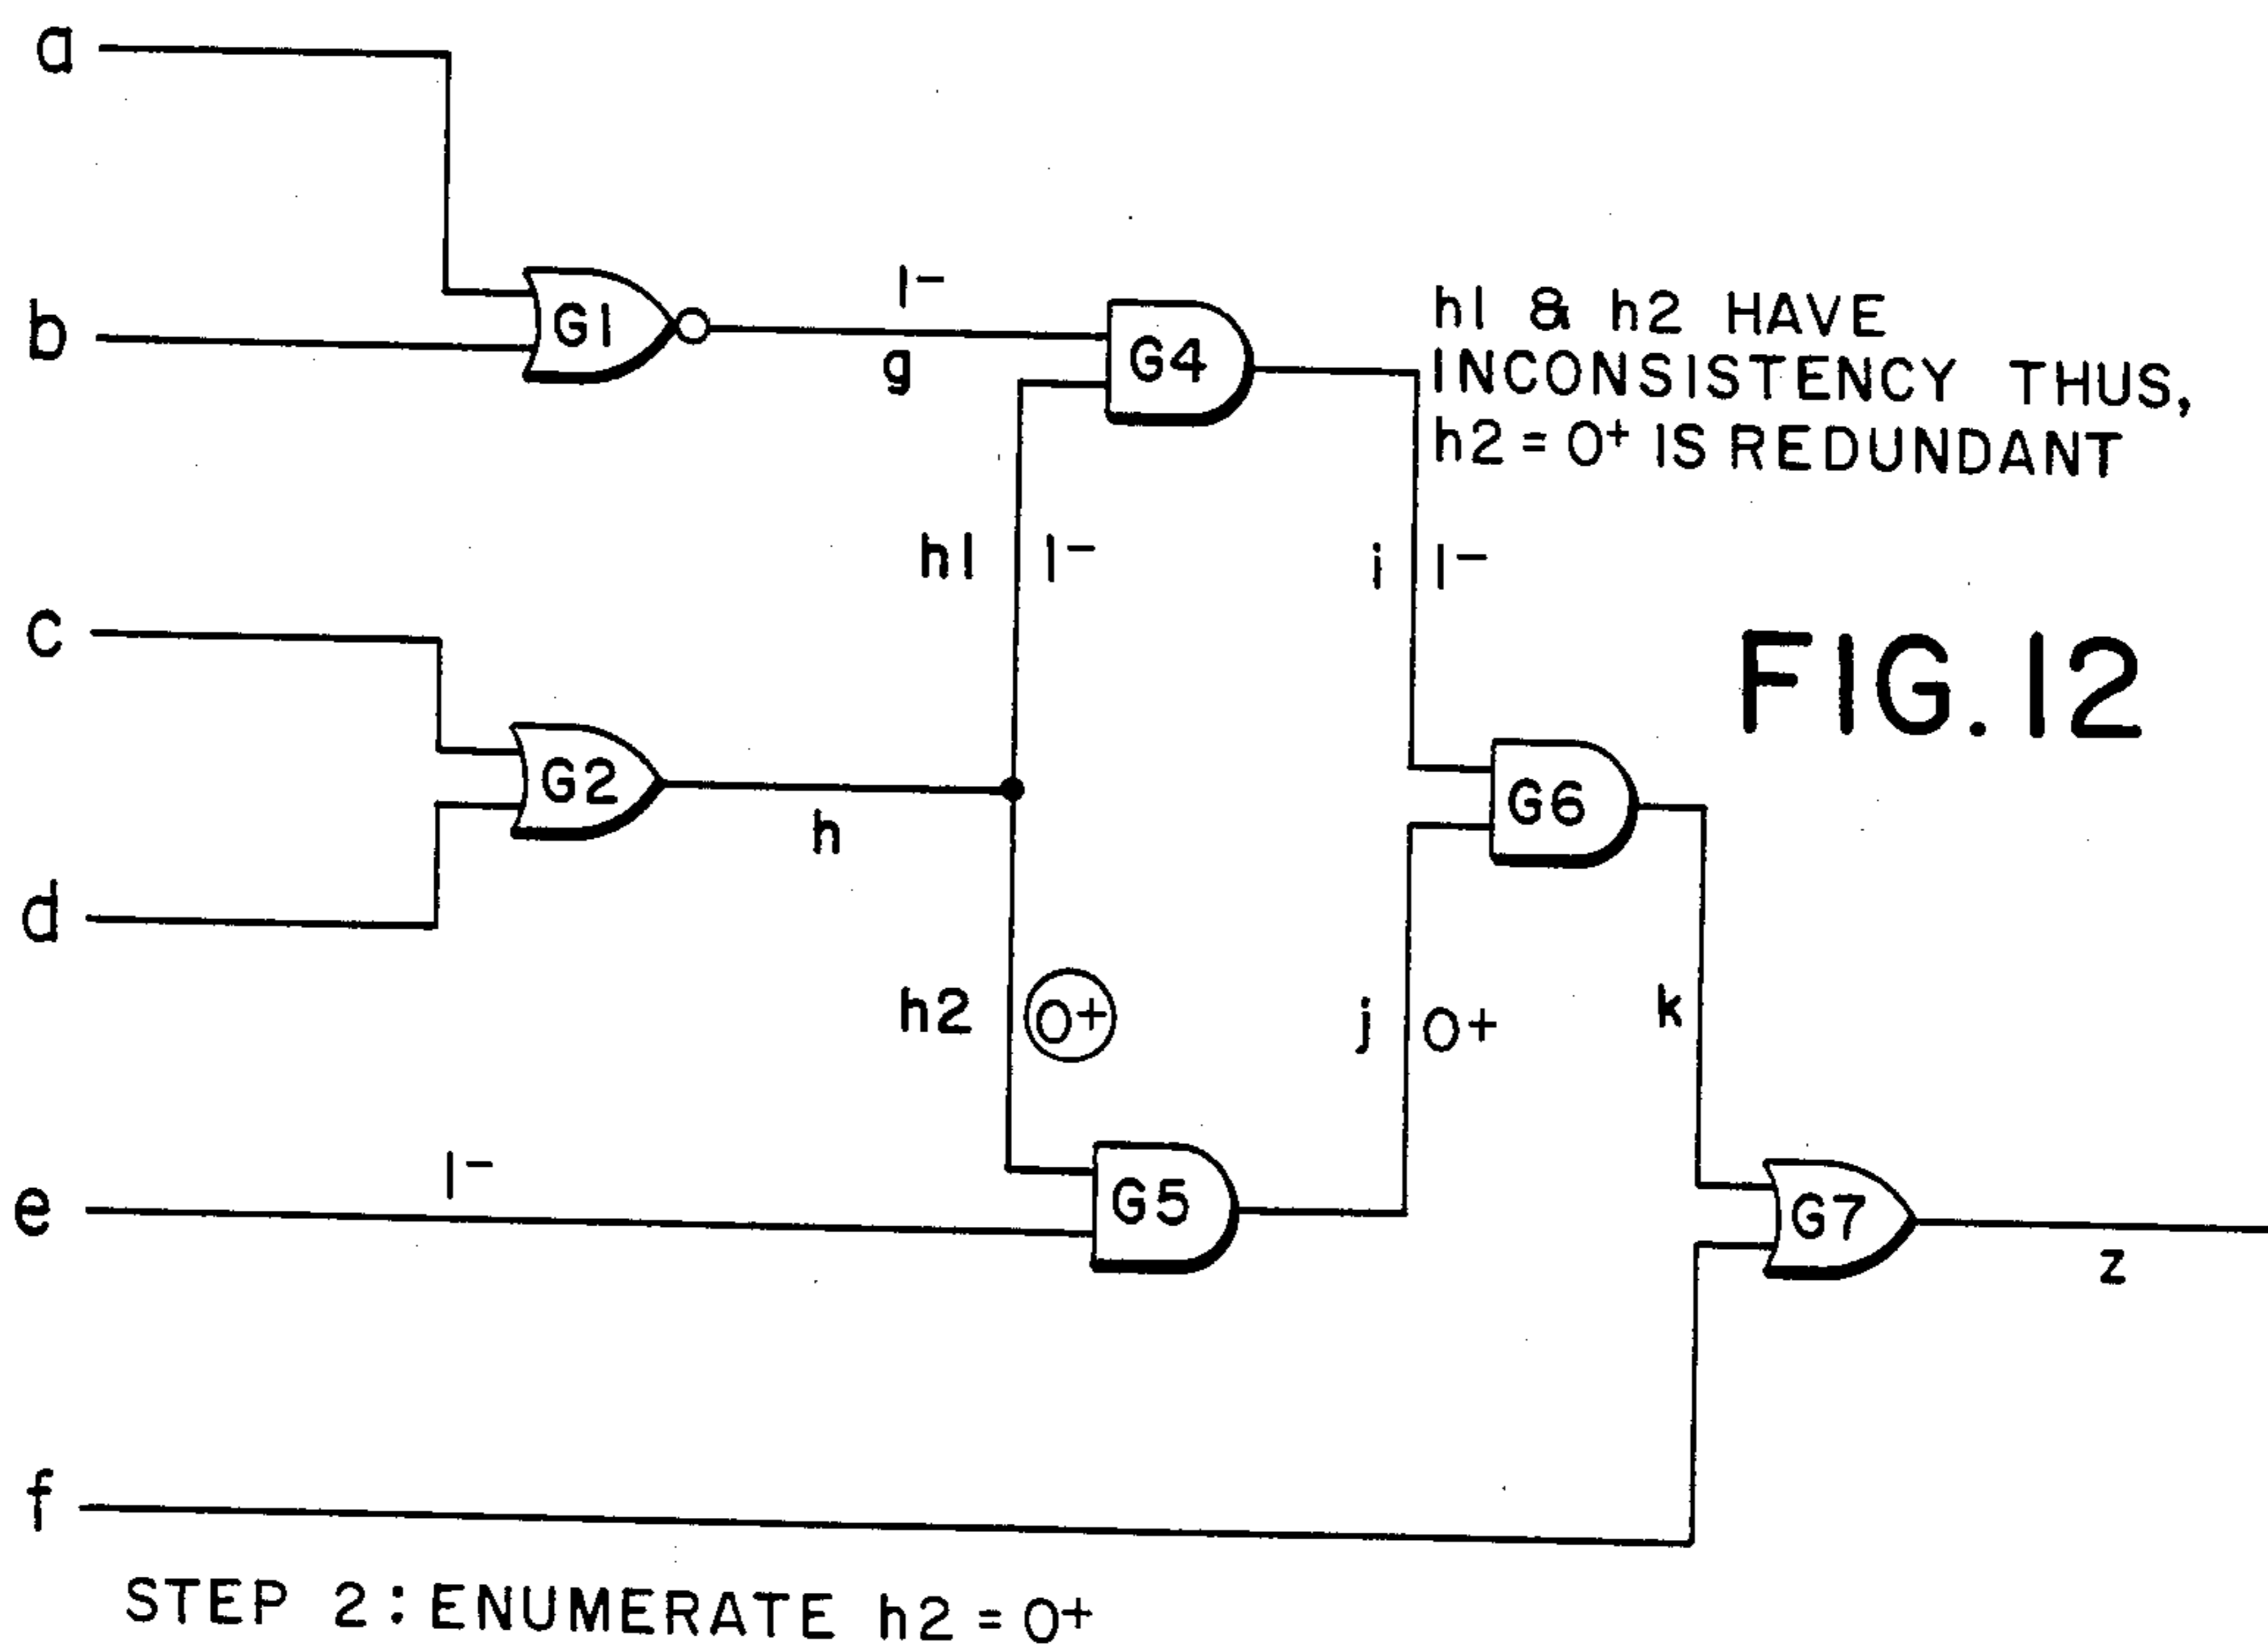 a
b
G1
1-
g
G4
h1 & h2 HAVE
INCONSISTENCY THUS,
h2 = 0+ IS REDUNDANT
h1
1-
i
1-
FIG. 12
c
G2
h
d
G6
h2
0+
j
0+
k
e
1-
G5
G7
z
f
STEP 2: ENUMERATE h2 = 0+